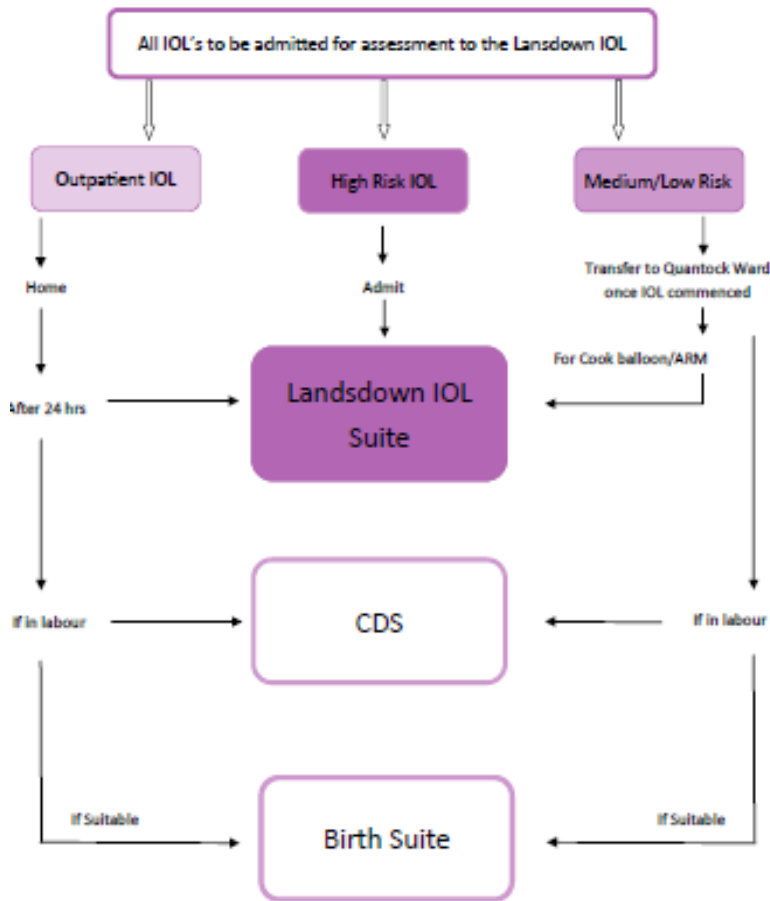 All IOL's to be admitted for assessment to the Lansdown IOL
Outpatient IOL
High Risk IOL
Medium/Low Risk
Home
Admit
Transfer to Quantock Ward
once IOL commenced
For Cook balloon/ARM
After 24 hrs
Landsdown IOL
Suite
If in labour
CDS
If in labour
If Suitable
Birth Suite
If Suitable